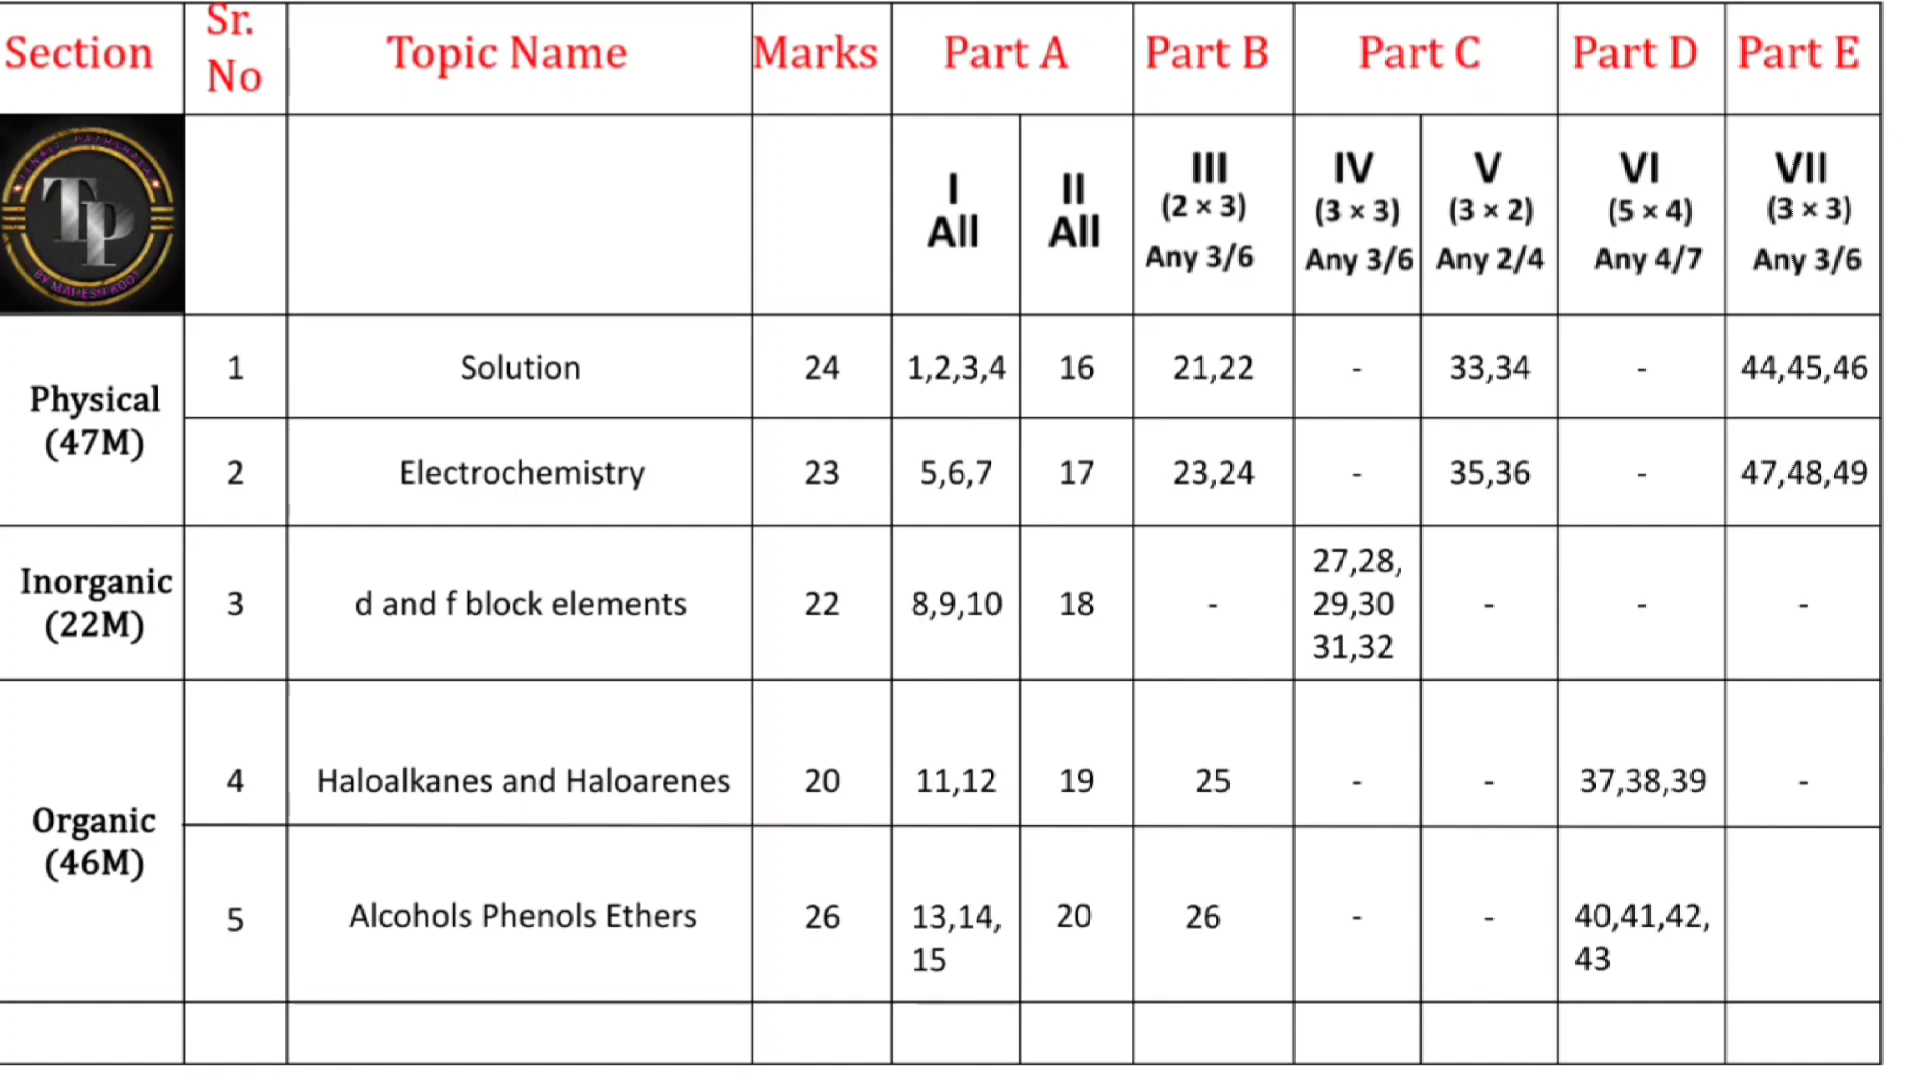 Section Sr. No Topic Name Marks Part A Part B Part C Part D Part E
TP
I All II All III (2 × 3) Any 3/6 IV (3 × 3) Any 3/6 V (3 × 2) Any 2/4 VI (5 × 4) Any 4/7 VII (3 × 3) Any 3/6
Physical (47M) 1 Solution 24 1,2,3,4 16 21,22 - 33,34 - 44,45,46
2 Electrochemistry 23 5,6,7 17 23,24 - 35,36 - 47,48,49
Inorganic (22M) 3 d and f block elements 22 8,9,10 18 - 27,28, 29,30 31,32 - - -
Organic (46M) 4 Haloalkanes and Haloarenes 20 11,12 19 25 - - 37,38,39 -
5 Alcohols Phenols Ethers 26 13,14, 15 20 26 - - 40,41,42, 43